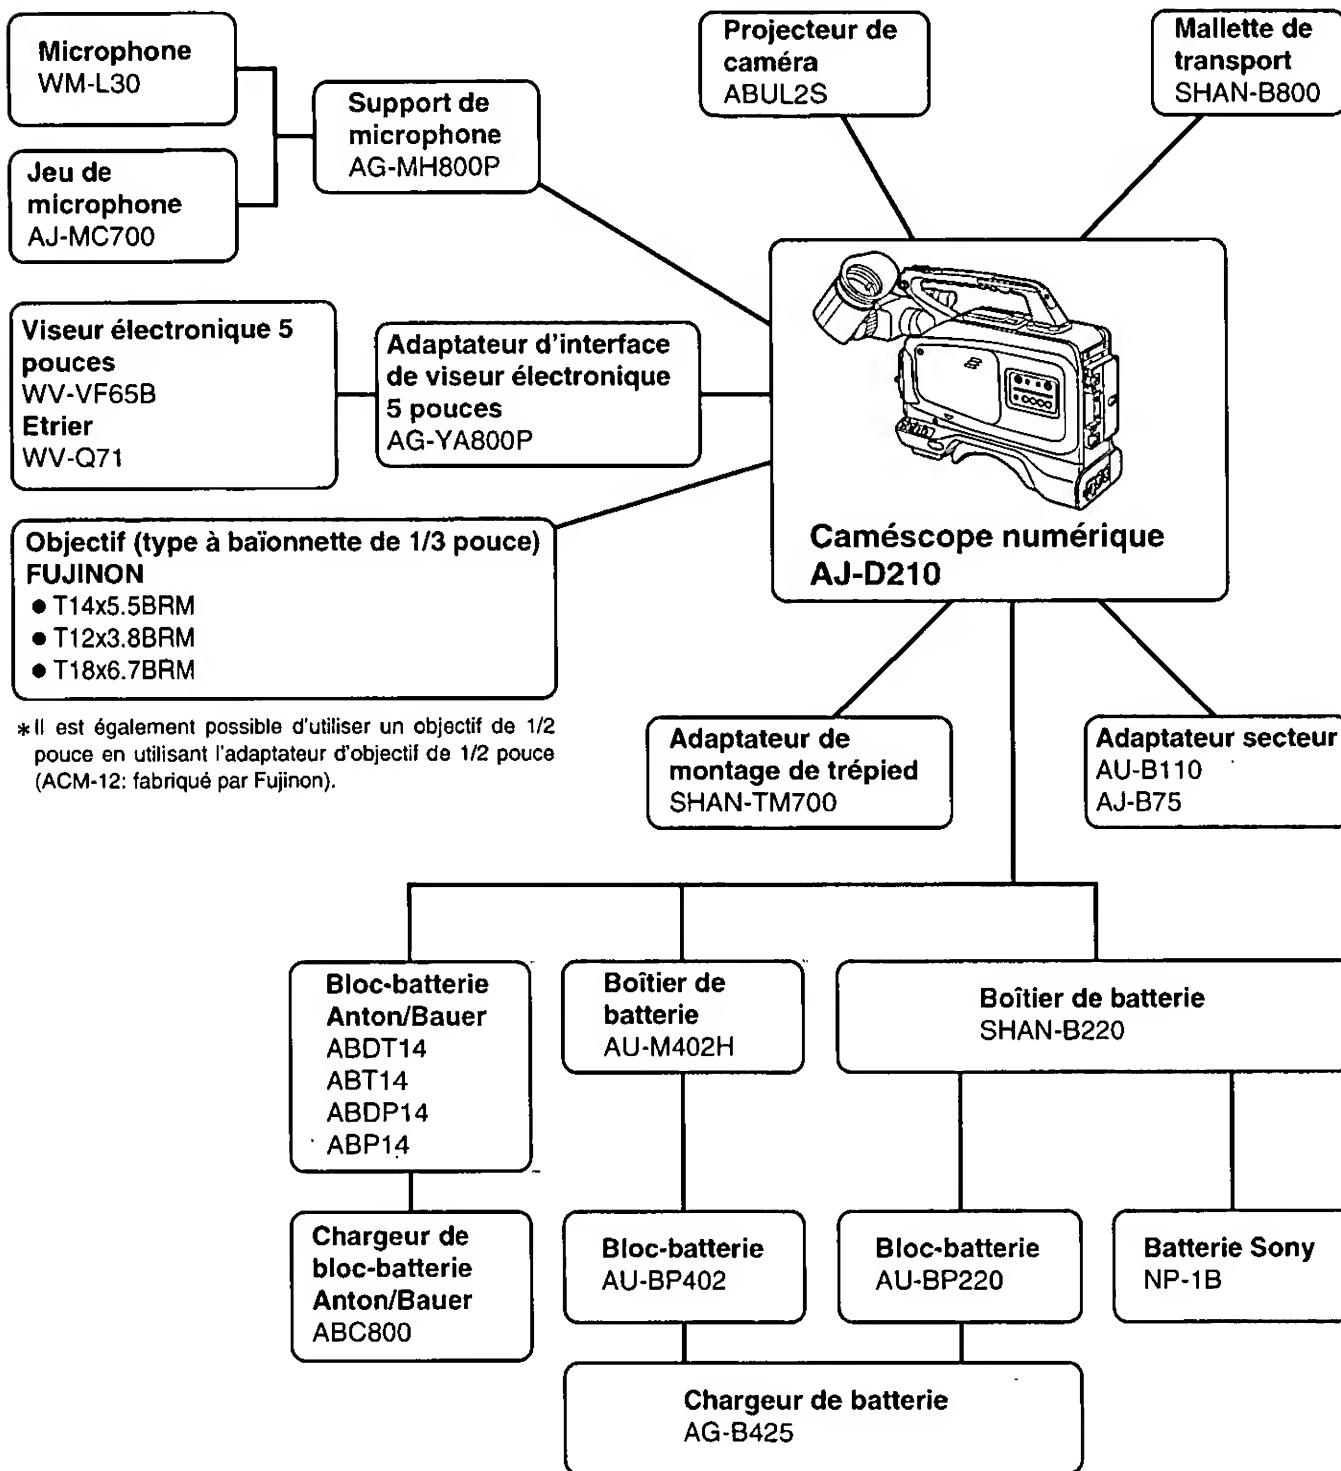 Microphone
WM-L30
Jeu de
microphone
AJ-MC700
Support de
microphone
AG-MH800P
Projecteur de
caméra
ABUL2S
Mallette de
transport
SHAN-B800
Viseur électronique 5
pouces
WV-VF65B
Etrier
WV-Q71
Adaptateur d'interface
de viseur électronique
5 pouces
AG-YA800P
Caméscope numérique
AJ-D210
Objectif (type à baïonnette de 1/3 pouce)
FUJINON
● T14x5.5BRM
● T12x3.8BRM
● T18x6.7BRM
*Il est également possible d'utiliser un objectif de 1/2
pouce en utilisant l'adaptateur d'objectif de 1/2 pouce
(ACM-12: fabriqué par Fujinon).
Adaptateur de
montage de trépied
SHAN-TM700
Adaptateur secteur
AU-B110
AJ-B75
Bloc-batterie
Anton/Bauer
ABDT14
ABT14
ABDP14
ABP14
Boîtier de
batterie
AU-M402H
Boîtier de batterie
SHAN-B220
Chargeur de
bloc-batterie
Anton/Bauer
ABC800
Bloc-batterie
AU-BP402
Bloc-batterie
AU-BP220
Batterie Sony
NP-1B
Chargeur de batterie
AG-B425